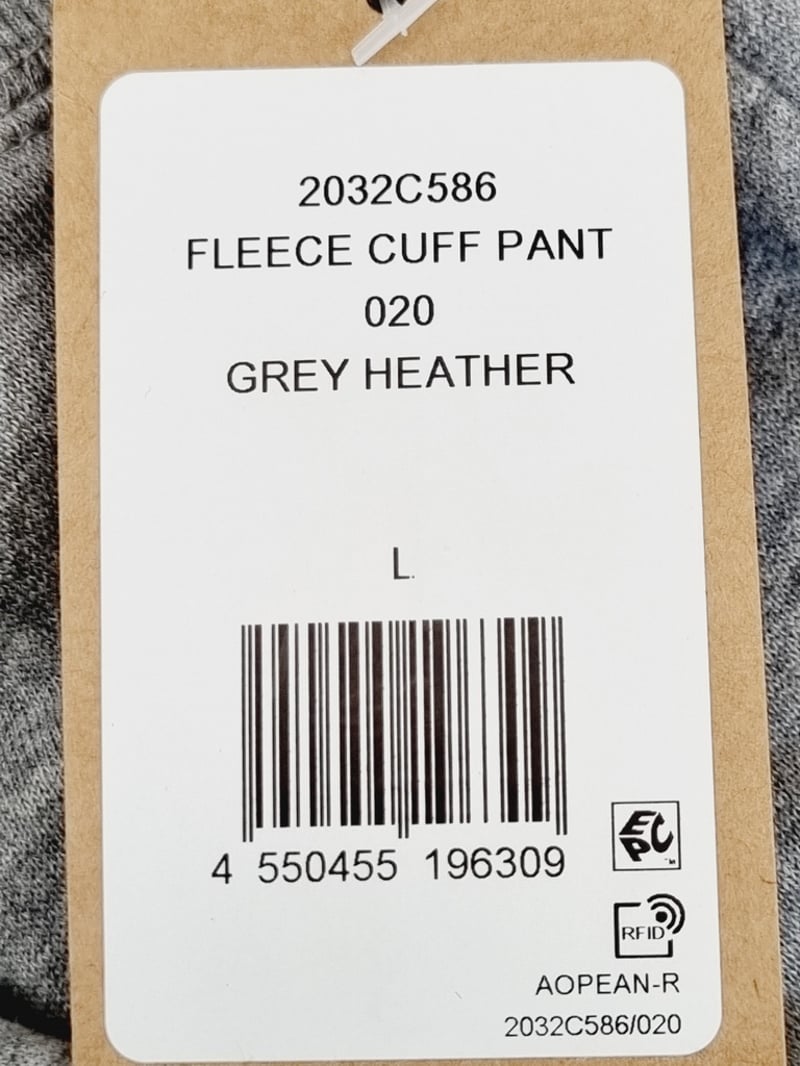 2032C586
FLEECE CUFF PANT
020
GREY HEATHER
L
4 550455 196309
EPC
RFID
AOPEAN-R
2032C586/020